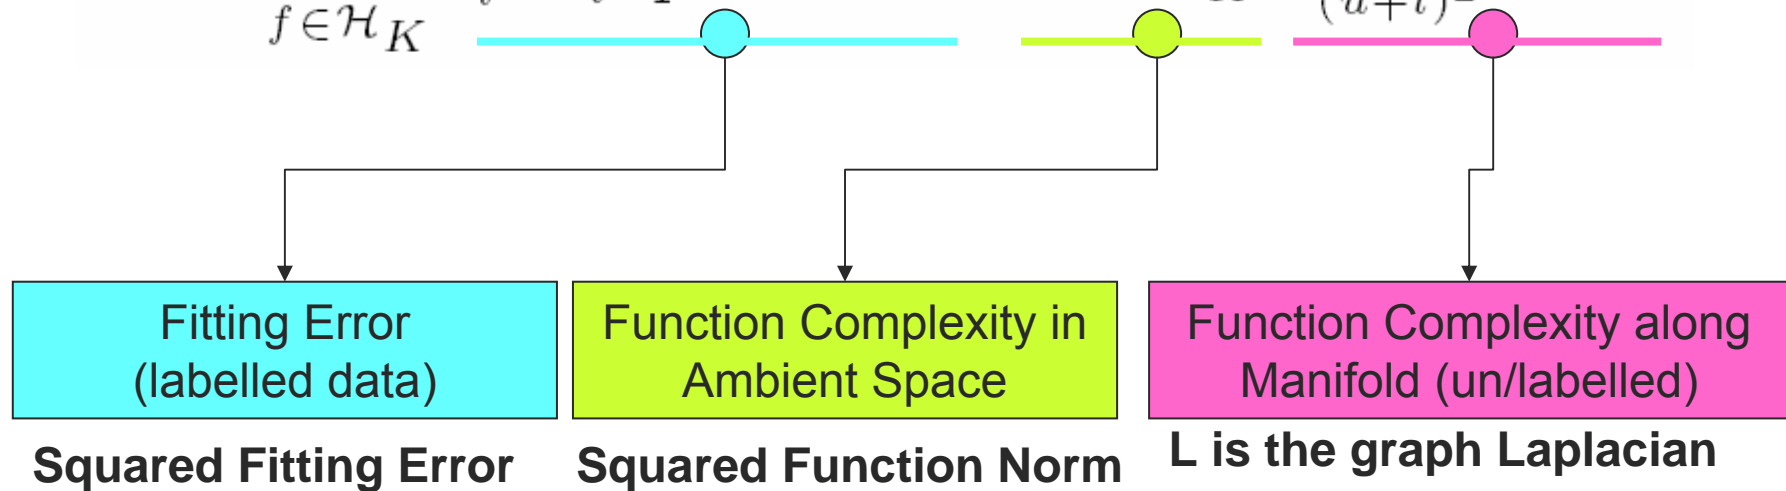 f∈ℋ_K
(u+l)²
Fitting Error
(labelled data)
Function Complexity in
Ambient Space
Function Complexity along
Manifold (un/labelled)
Squared Fitting Error
Squared Function Norm
L is the graph Laplacian